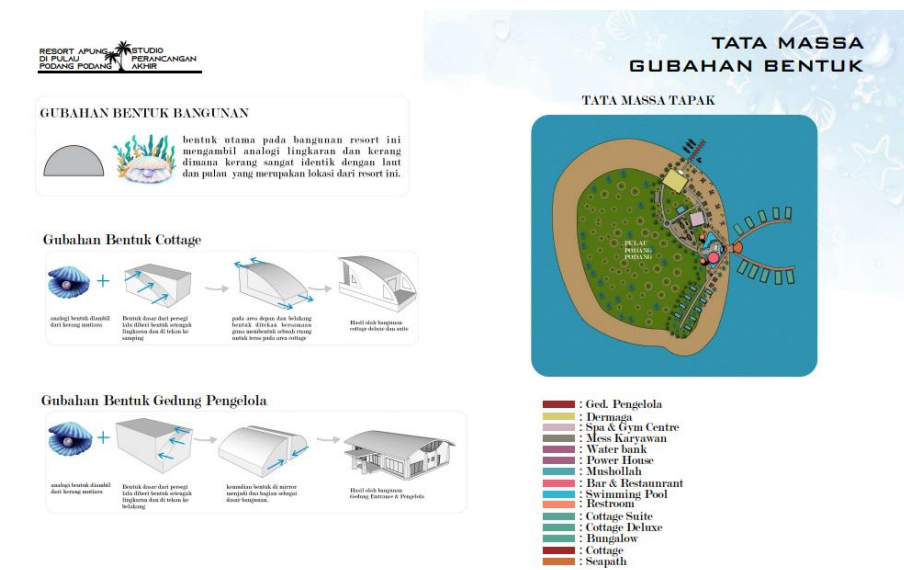 RESORT APUNG
DI PULAU
PODANG PODANG
STUDIO
PERANCANGAN
AKHIR
TATA MASSA
GUBAHAN BENTUK
GUBAHAN BENTUK BANGUNAN
bentuk utama pada bangunan resort ini
mengambil analogi lingkaran dan kerang
dimana kerang sangat identik dengan laut
dan pulau yang merupakan lokasi dari resort ini.
Gubahan Bentuk Cottage
analogi bentuk diambil
dari kerang mutiara
Bentuk dasar dari persegi
lalu diberi bentuk setengah
lingkaran dan di tekan ke
samping
pada area depan dan belakang
bentuk ditekan bersamaan
guna membentuk sebuah ruang
untuk teras pada area cottage
Hasil olah bangunan
cottage deluxe dan suite
Gubahan Bentuk Gedung Pengelola
analogi bentuk diambil
dari kerang mutiara
Bentuk dasar dari persegi
lalu diberi bentuk setengah
lingkaran dan di tekan ke
belakang
kemudian bentuk di mirror
menjadi dua bagian sebagai
dasar bangunan.
Hasil olah bangunan
Gedung Entrance & Pengelola
TATA MASSA TAPAK
PULAU
PODANG
PODANG
: Ged. Pengelola
: Dermaga
: Spa & Gym Centre
: Mess Karyawan
: Water bank
: Power House
: Mushollah
: Bar & Restaunrant
: Swimming Pool
: Restroom
: Cottage Suite
: Cottage Deluxe
: Bungalow
: Cottage
: Seapath